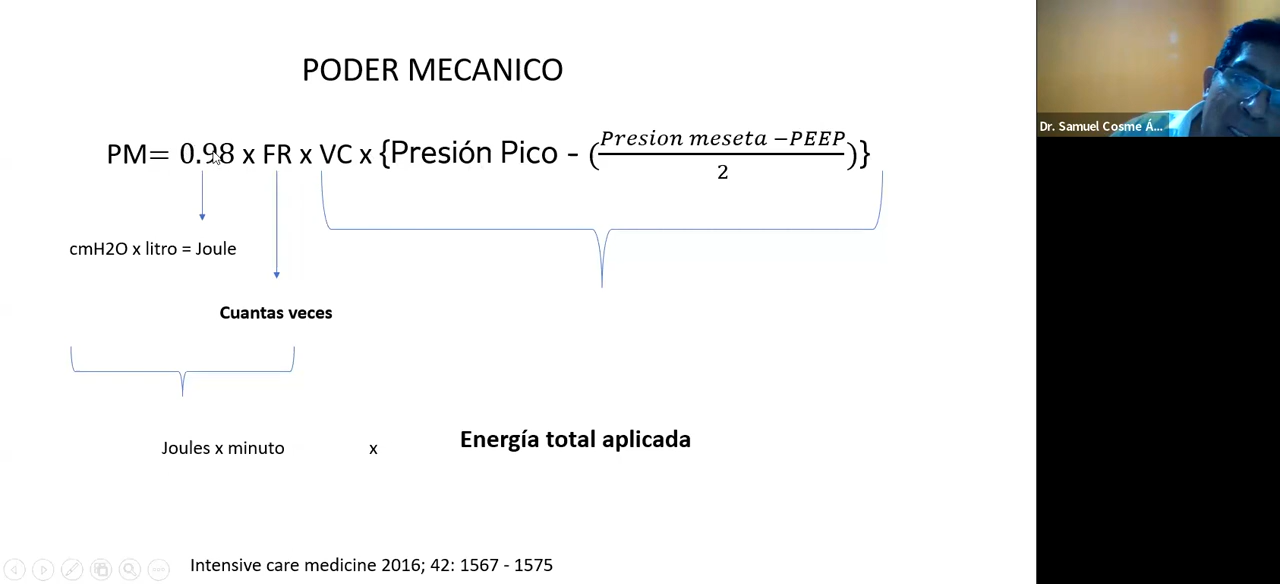 PODER MECANICO
PM= 0.98 x FR x VC x {Presión Pico - (Presion meseta −PEEP / 2)}
cmH2O x litro = Joule
Cuantas veces
Joules x minuto x Energía total aplicada
Intensive care medicine 2016; 42: 1567 - 1575
Dr. Samuel Cosme Á...